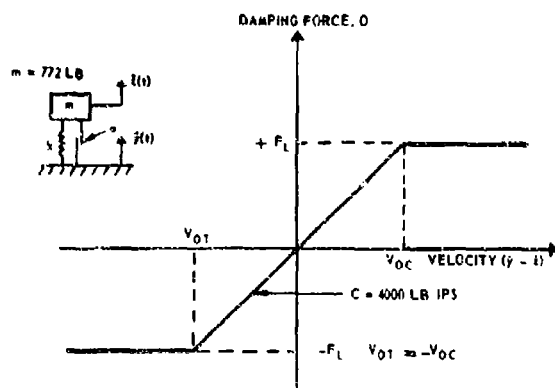 DAMPING FORCE, D
m = 772 LB
ẍ(t)
m
k
ÿ(t)
+ F_L
V_OT
V_OC VELOCITY (ẏ - ẋ)
C = 4000 LB IPS
-F_L V_OT = -V_OC